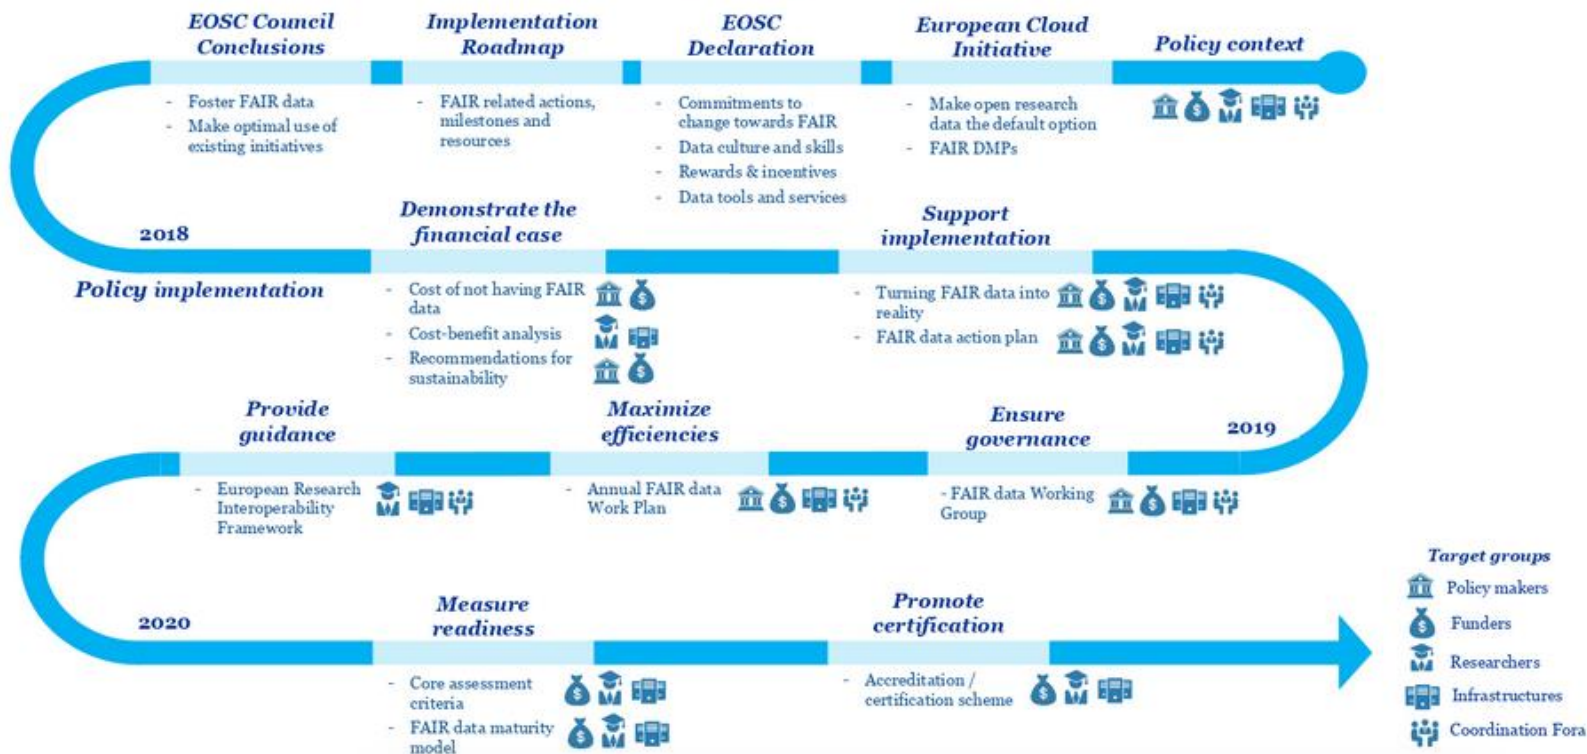 EOSC Council
Conclusions
Implementation
Roadmap
EOSC
Declaration
European Cloud
Initiative
Policy context
- Foster FAIR data
- Make optimal use of
existing initiatives
- FAIR related actions,
milestones and
resources
- Commitments to
change towards FAIR
- Data culture and skills
- Rewards & incentives
- Data tools and services
- Make open research
data the default option
- FAIR DMPs
2018
Policy implementation
Demonstrate the
financial case
- Cost of not having FAIR
data
- Cost-benefit analysis
- Recommendations for
sustainability
Support
implementation
- Turning FAIR data into
reality
- FAIR data action plan
Provide
guidance
- European Research
Interoperability
Framework
Maximize
efficiencies
- Annual FAIR data
Work Plan
Ensure
governance
- FAIR data Working
Group
2019
2020
Measure
readiness
- Core assessment
criteria
- FAIR data maturity
model
Promote
certification
- Accreditation /
certification scheme
Target groups
Policy makers
Funders
Researchers
Infrastructures
Coordination Fora